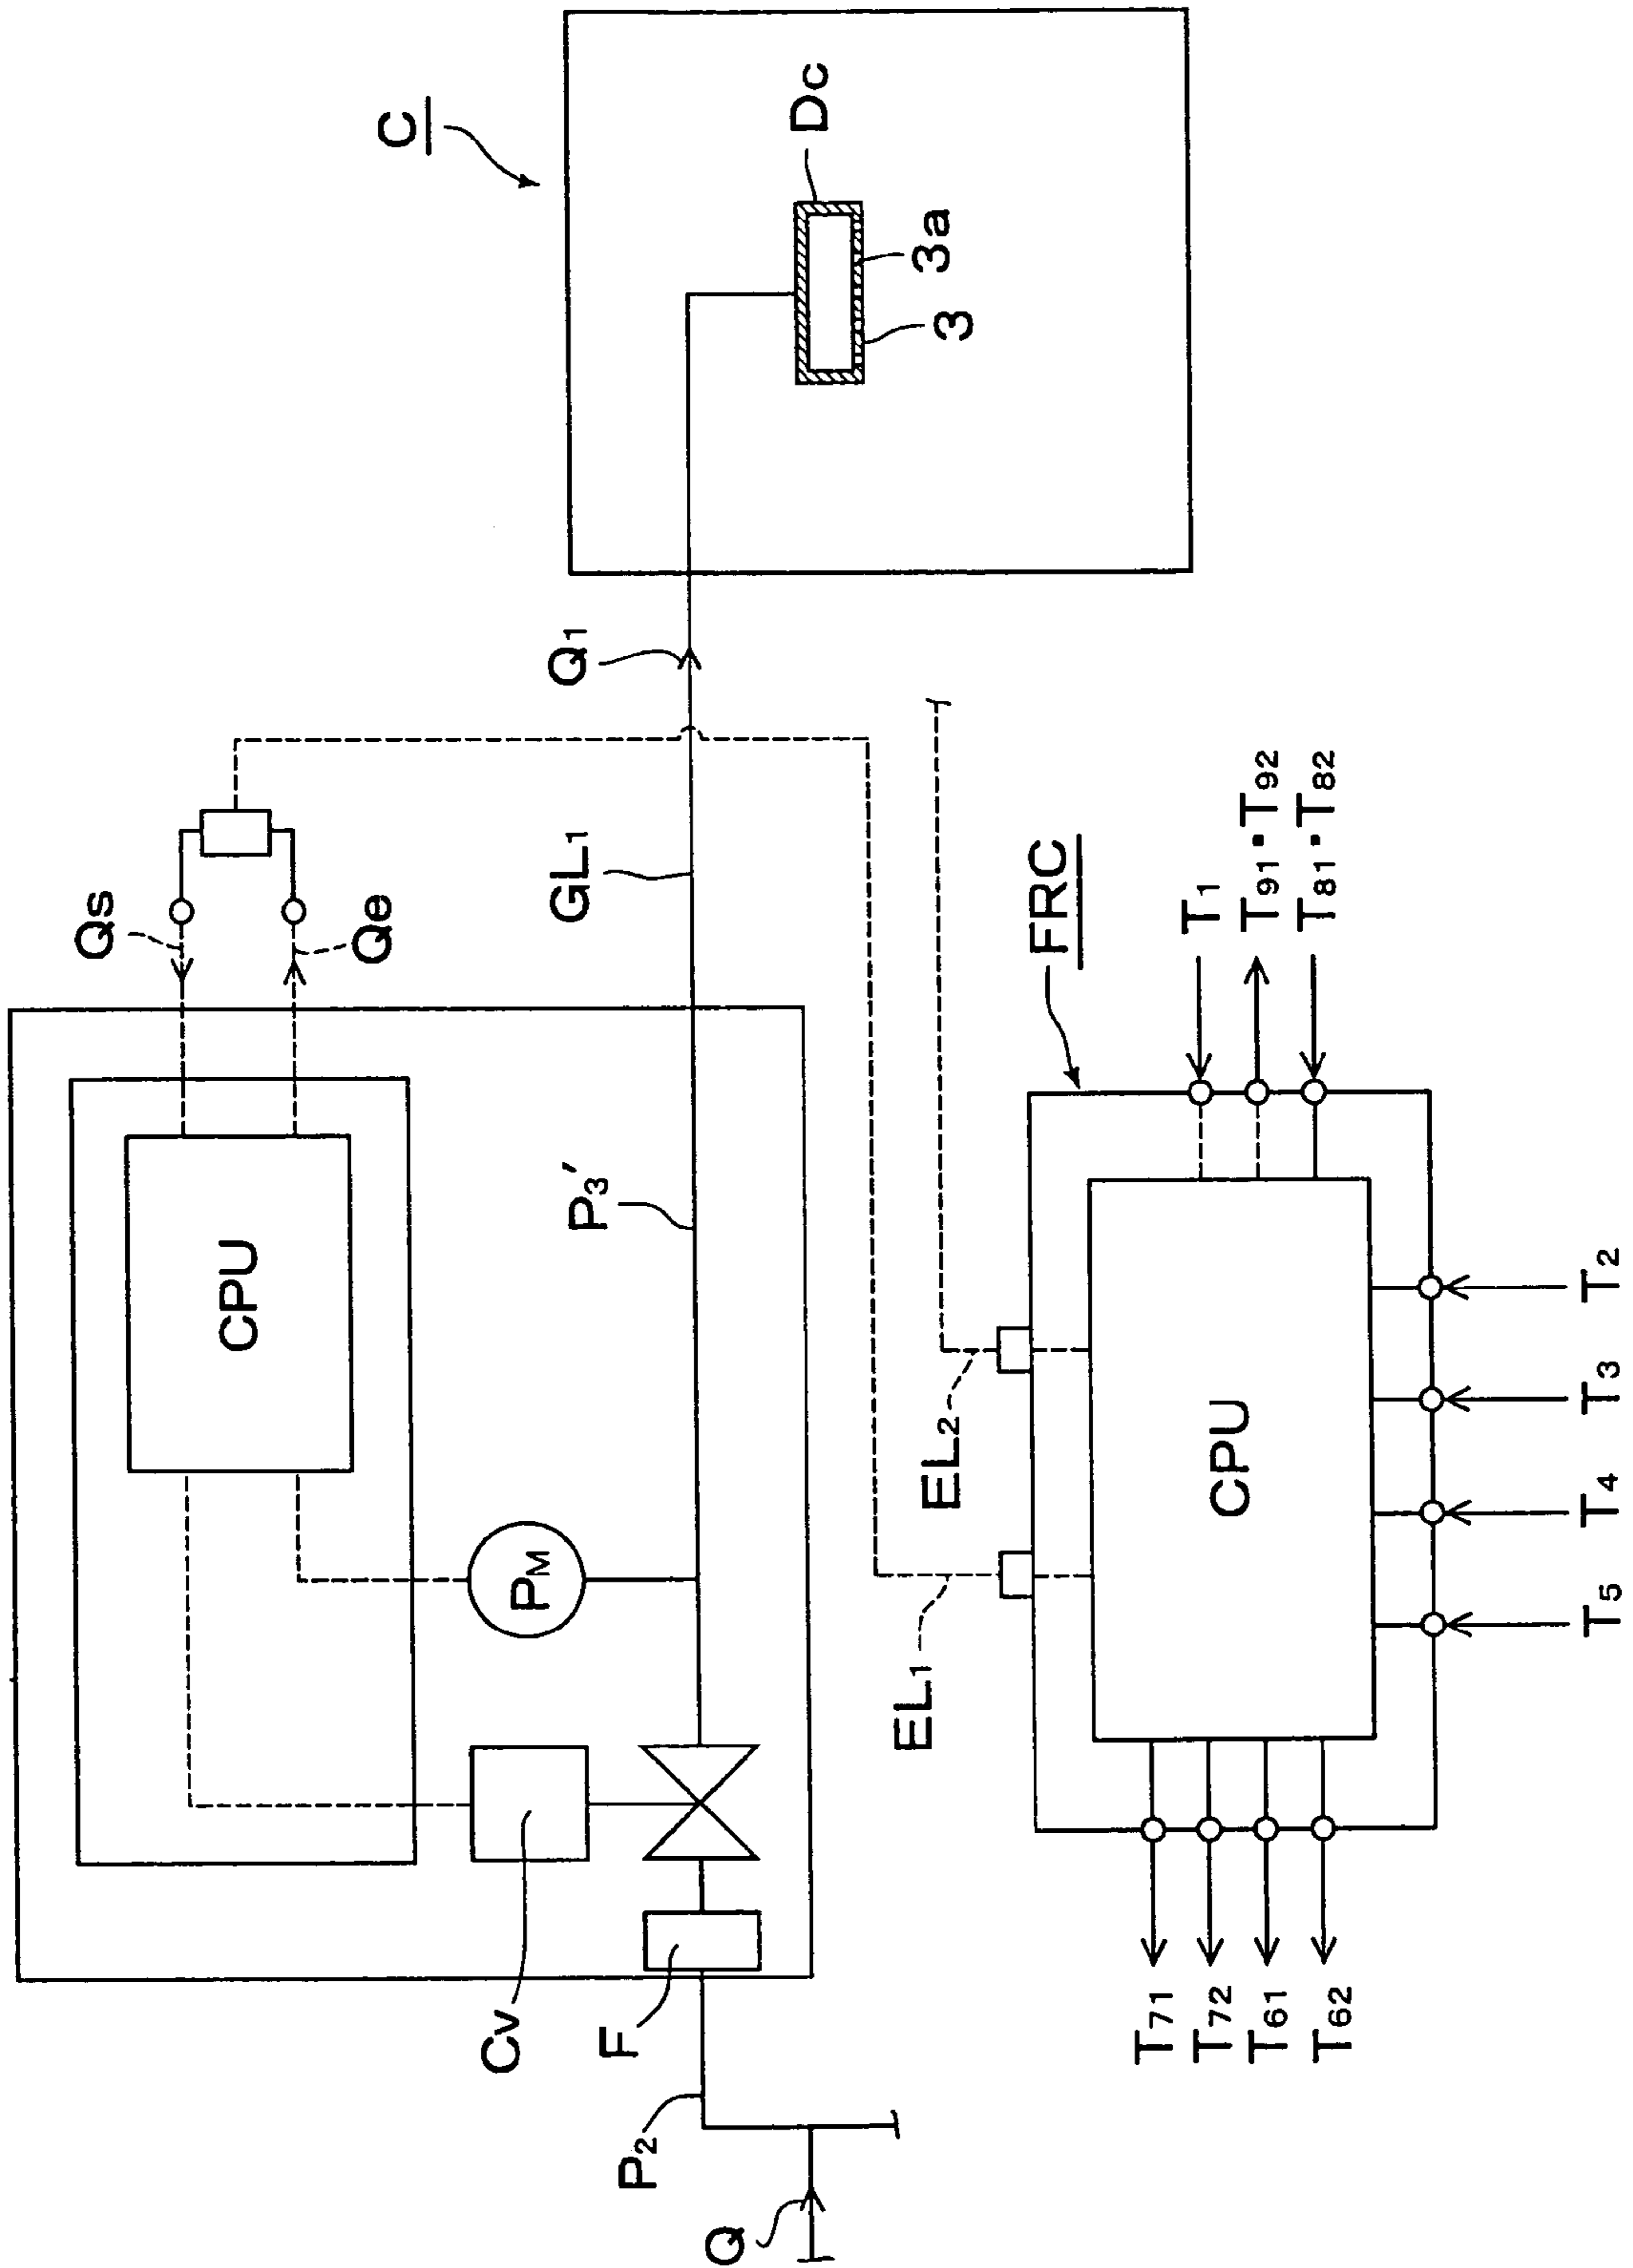 C
Dc
3a
3
Q1
Qs
Qe
GL1
CPU
P3'
PM
Cv
F
P2
Q
EL1
EL2
FRC
CPU
T1
T91·T92
T81·T82
T2
T3
T4
T5
T71
T72
T61
T62